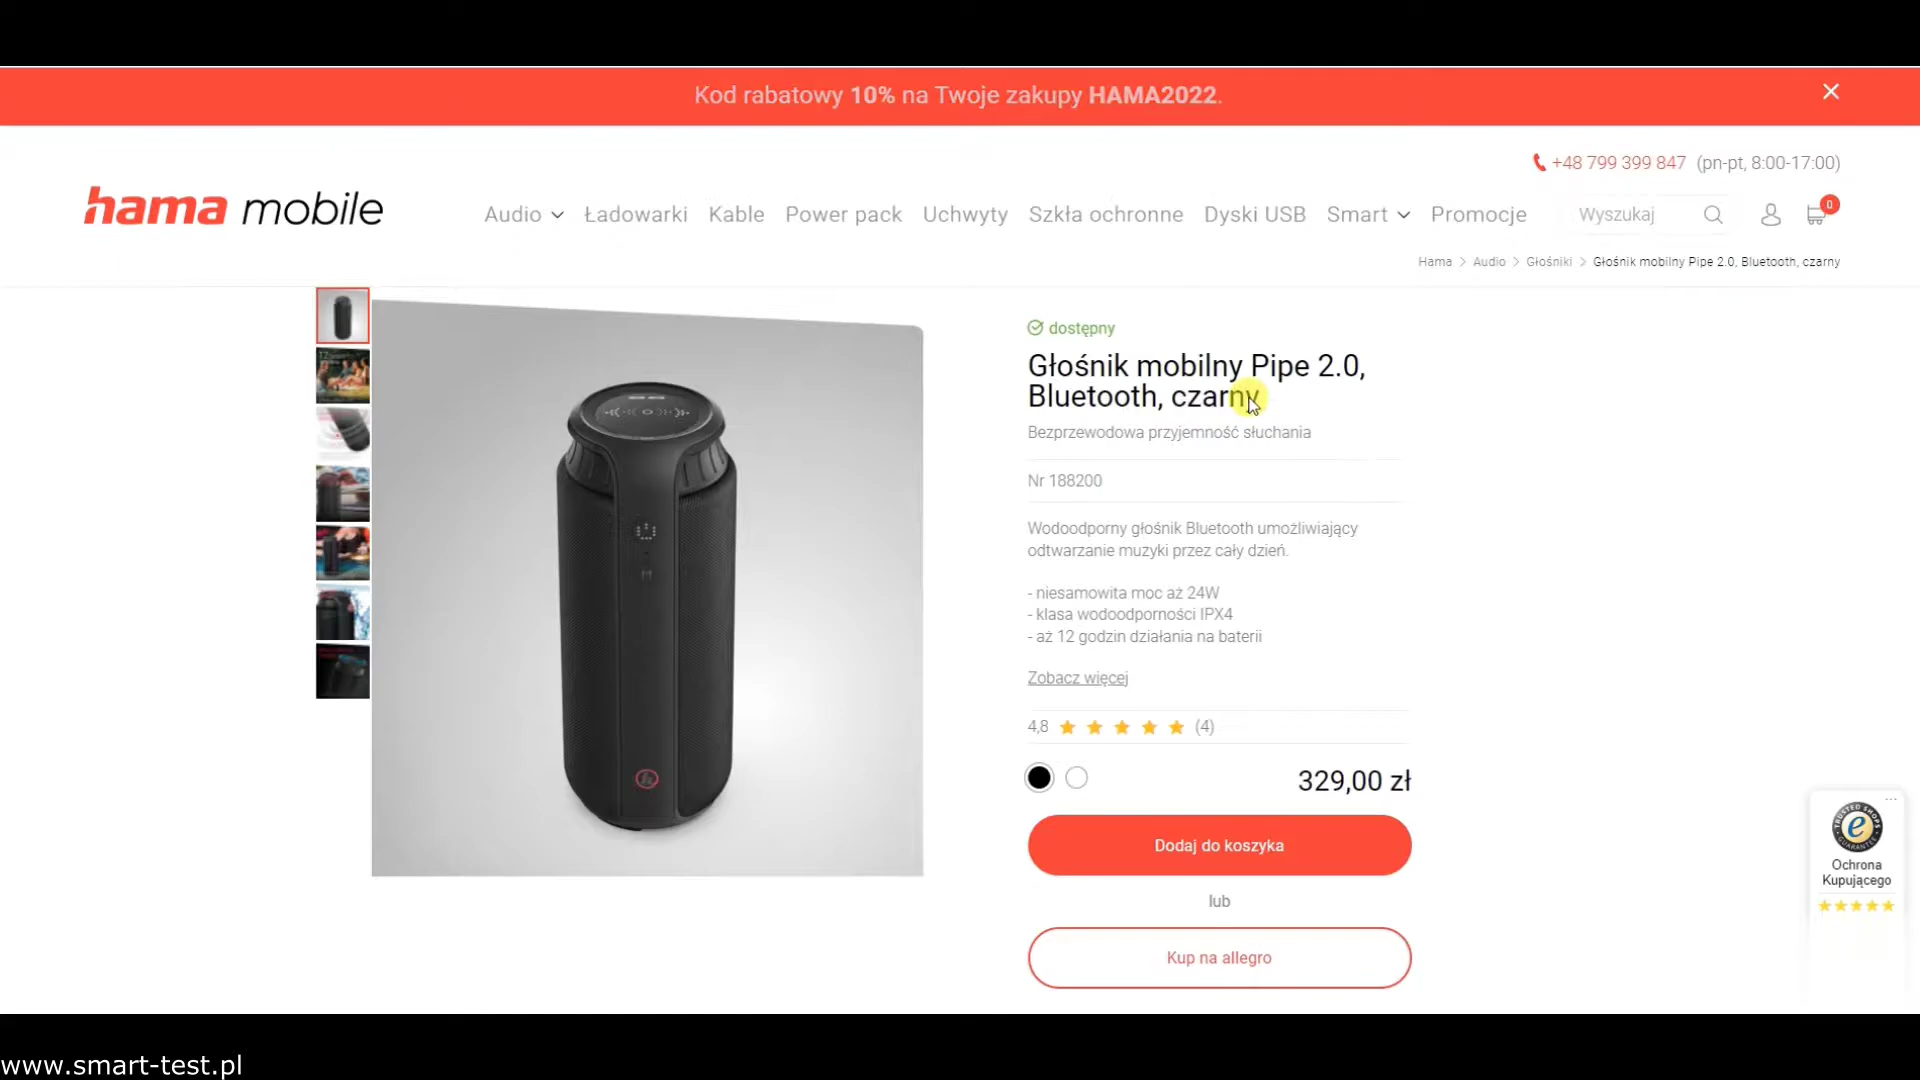 Kod rabatowy 10% na Twoje zakupy HAMA2022.
+48 799 399 847 (pn-pt, 8:00-17:00)
hama mobile
Audio Ładowarki Kable Power pack Uchwyty Szkła ochronne Dyski USB Smart Promocje Wyszukaj 0
Hama > Audio > Głośniki > Głośnik mobilny Pipe 2.0, Bluetooth, czarny
dostępny
Głośnik mobilny Pipe 2.0,
Bluetooth, czarny
Bezprzewodowa przyjemność słuchania
Nr 188200
Wodoodporny głośnik Bluetooth umożliwiający
odtwarzanie muzyki przez cały dzień.
- niesamowita moc aż 24W
- klasa wodoodporności IPX4
- aż 12 godzin działania na baterii
Zobacz więcej
4,8 (4)
329,00 zł
Dodaj do koszyka
lub
Kup na allegro
TRUSTED SHOPS
GUARANTEE
Ochrona
Kupującego
www.smart-test.pl